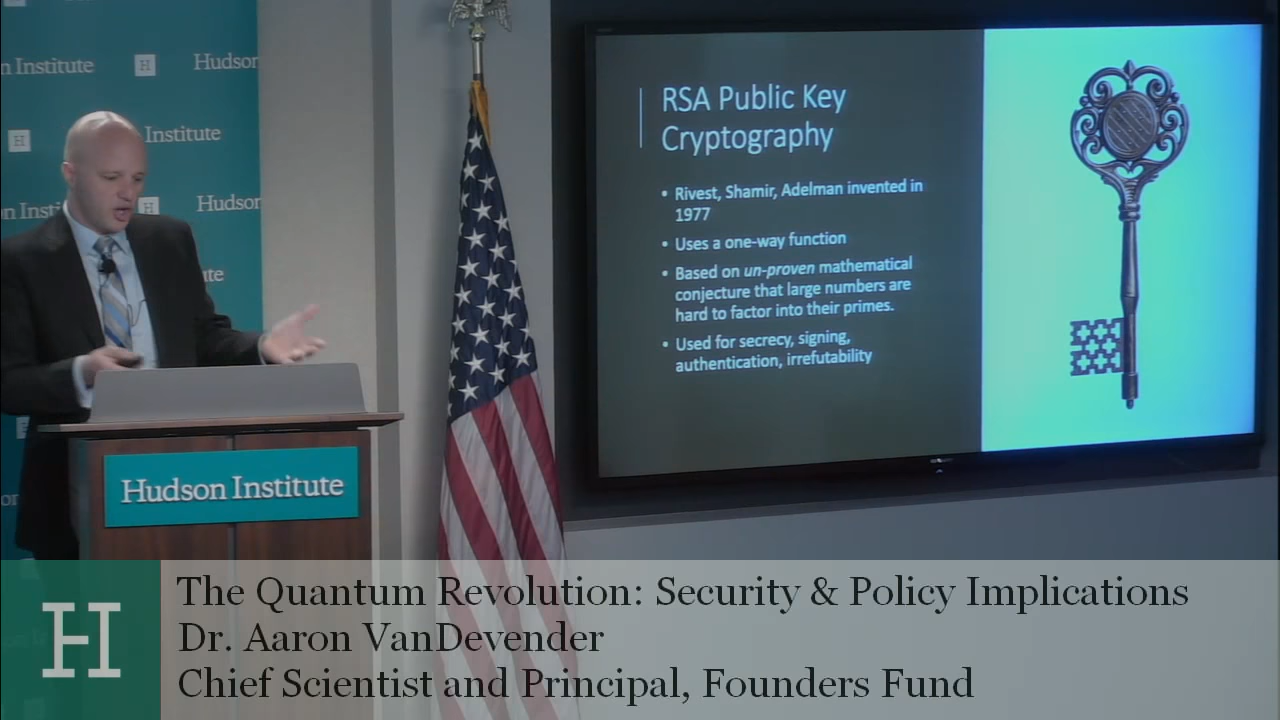 n Institute
H
Hudson
H
Institute
n Insti
H
Hudson
ute
Hudson Institute
RSA Public Key
Cryptography
• Rivest, Shamir, Adelman invented in
1977
• Uses a one-way function
• Based on un-proven mathematical
conjecture that large numbers are
hard to factor into their primes.
• Used for secrecy, signing,
authentication, irrefutability
H
The Quantum Revolution: Security & Policy Implications
Dr. Aaron VanDevender
Chief Scientist and Principal, Founders Fund